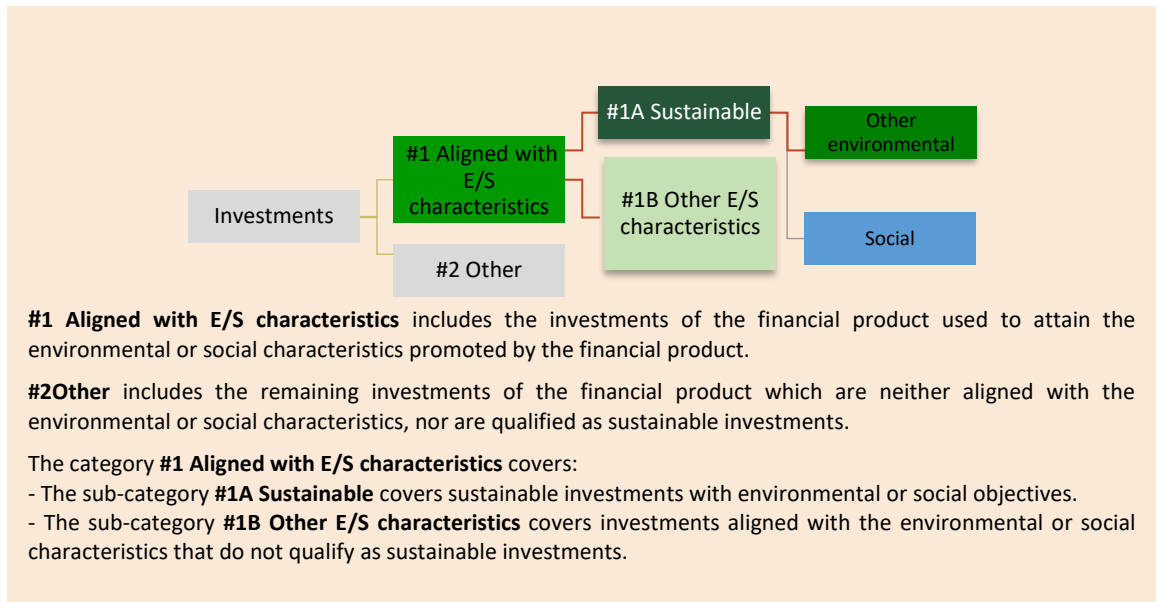 #1A Sustainable
Other
environmental
#1 Aligned with
E/S
characteristics
#1B Other E/S
characteristics
Investments
Social
#2 Other
#1 Aligned with E/S characteristics includes the investments of the financial product used to attain the
environmental or social characteristics promoted by the financial product.
#2Other includes the remaining investments of the financial product which are neither aligned with the
environmental or social characteristics, nor are qualified as sustainable investments.
The category #1 Aligned with E/S characteristics covers:
- The sub-category #1A Sustainable covers sustainable investments with environmental or social objectives.
- The sub-category #1B Other E/S characteristics covers investments aligned with the environmental or social
characteristics that do not qualify as sustainable investments.